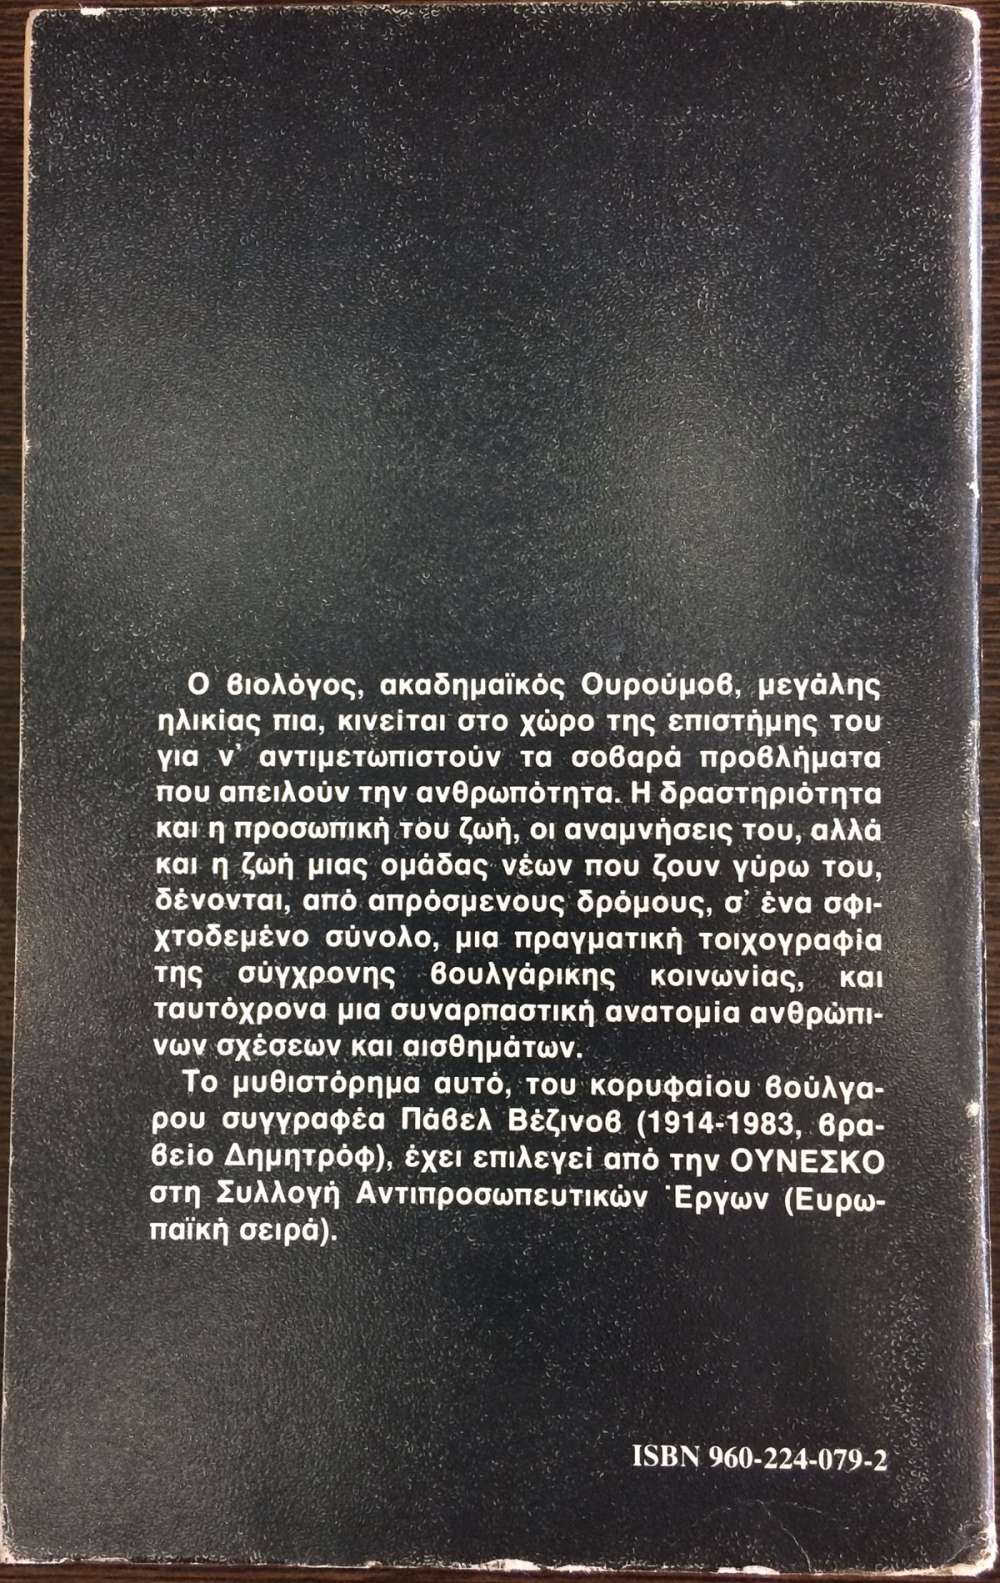 Ο βιολόγος, ακαδημαϊκός Ουρούμοβ, μεγάλης
ηλικίας πια, κινείται στο χώρο της επιστήμης του
για ν' αντιμετωπιστούν τα σοβαρά προβλήματα
που απειλούν την ανθρωπότητα. Η δραστηριότητα
και η προσωπική του ζωή, οι αναμνήσεις του, αλλά
και η ζωή μιας ομάδας νέων που ζουν γύρω του,
δένονται, από απρόσμενους δρόμους, σ' ένα σφι-
χτοδεμένο σύνολο, μια πραγματική τοιχογραφία
της σύγχρονης βουλγάρικης κοινωνίας, και
ταυτόχρονα μια συναρπαστική ανατομία ανθρώπι-
νων σχέσεων και αισθημάτων.
Το μυθιστόρημα αυτό, του κορυφαίου βούλγα-
ρου συγγραφέα Πάβελ Βέζινοβ (1914-1983, βρα-
βείο Δημητρόφ), έχει επιλεγεί από την ΟΥΝΕΣΚΟ
στη Συλλογή Αντιπροσωπευτικών Έργων (Ευρω-
παϊκή σειρά).
ISBN 960-224-079-2